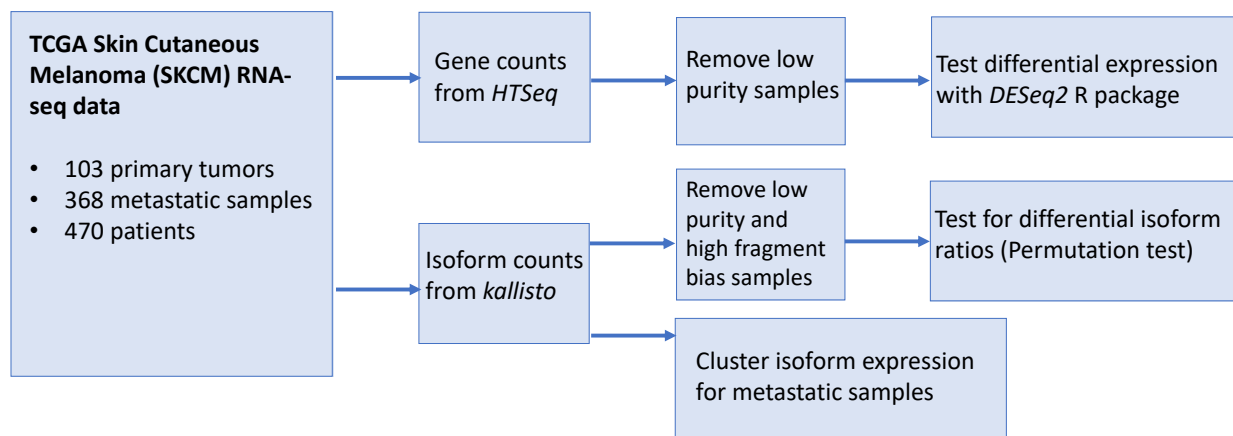 TCGA Skin Cutaneous
Melanoma (SKCM) RNA-
seq data
• 103 primary tumors
• 368 metastatic samples
• 470 patients
Gene counts
from HTSeq
Remove low
purity samples
Test differential expression
with DESeq2 R package
Isoform counts
from kallisto
Remove low
purity and
high fragment
bias samples
Test for differential isoform
ratios (Permutation test)
Cluster isoform expression
for metastatic samples